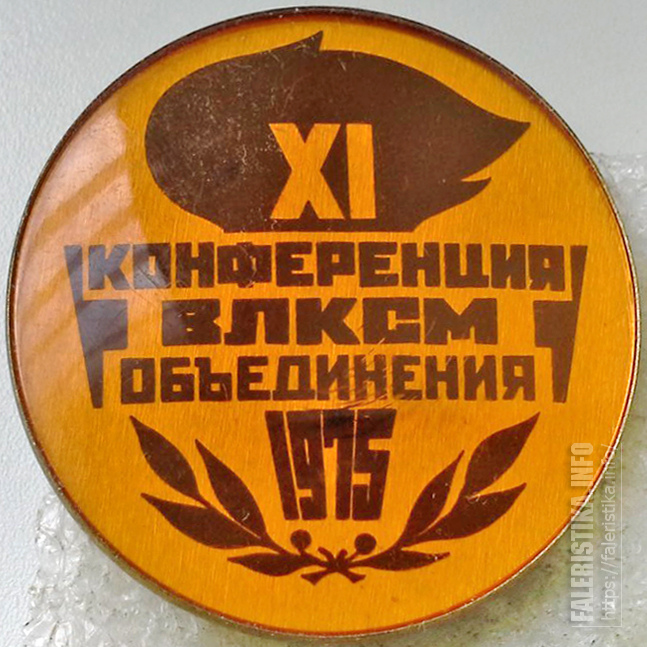 XI
КОНФЕРЕНЦИЯ
ВЛКСМ
ОБЪЕДИНЕНИЯ
1975
FALERISTIKA.INFO
https://faleristika.info/